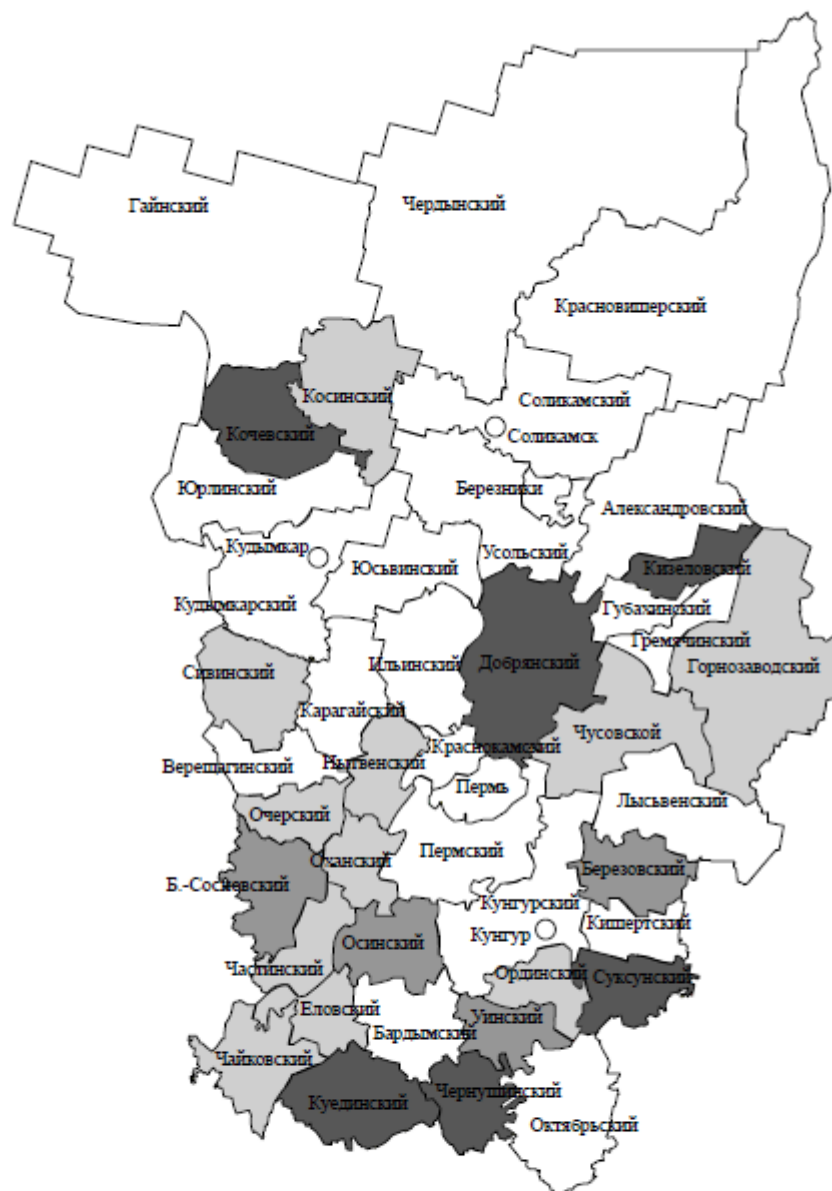 Гайнский
Чердынский
Красновишерский
Косинский
Соликамский
Кочевский
Соликамск
Юрлинский
Березники
Александровский
Кудымкар
Усольский
Юсьвинский
Кизеловский
Кудымкарский
Губахинский
Гремячинский
Сивинский
Ильинский
Добрянский
Горнозаводский
Карагайский
Чусовской
Краснокамский
Верещагинский
Нытвенский
Пермь
Лысьвенский
Очерский
Оханский
Пермский
Березовский
Б.-Сосневский
Кунгурский
Кишертский
Осинский
Кунгур
Частинский
Ординский
Суксунский
Еловский
Уинский
Бардымский
Чайковский
Чернушинский
Куединский
Октябрьский